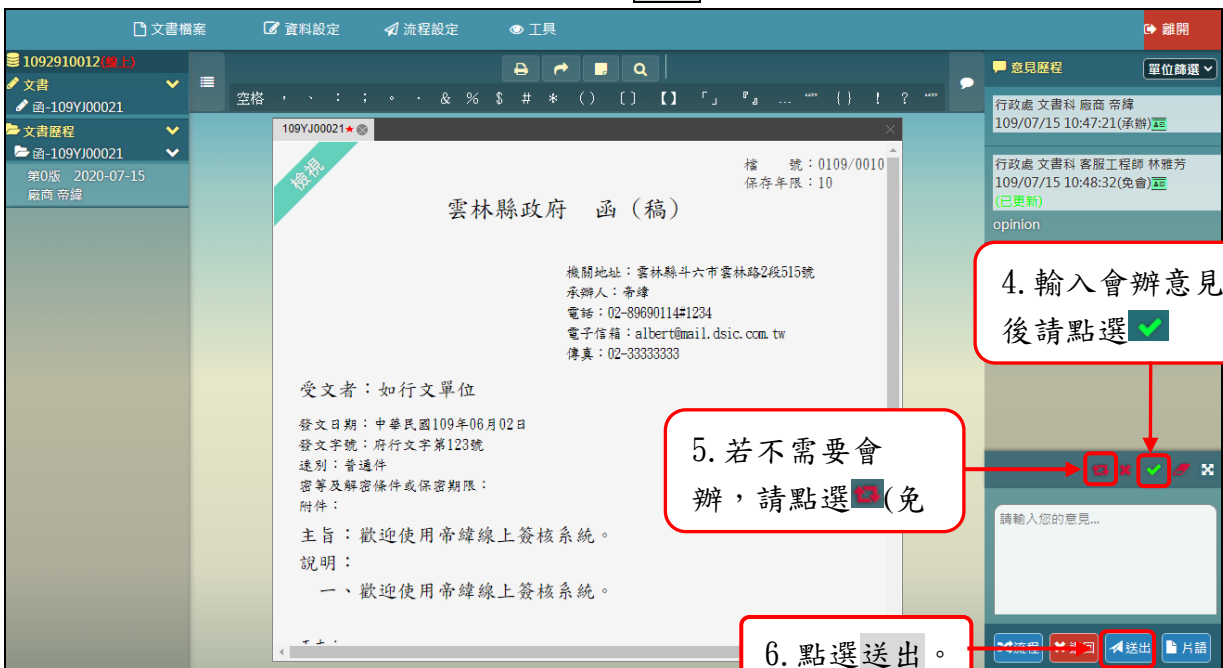 文書檔案 資料設定 流程設定 工具 離開
1092910012(線上)
文書
函-109YJ00021
文書歷程
函-109YJ00021
第0版 2020-07-15
廠商 帝緯
空格 , 、 : ; 。 . & % $ # * () 〔〕 【】 「」 『』 … “” {} ! ? “”
109YJ00021★
檢視
檔 號:0109/0010
保存年限:10
雲林縣政府 函(稿)
機關地址:雲林縣斗六市雲林路2段515號
承辦人:帝緯
電話:02-89690114#1234
電子信箱:albert@mail.dsic.com.tw
傳真:02-33333333
受文者:如行文單位
發文日期:中華民國109年06月02日
發文字號:府行文字第123號
速別:普通件
密等及解密條件或保密期限:
附件:
主旨:歡迎使用帝緯線上簽核系統。
說明:
一、歡迎使用帝緯線上簽核系統。
意見歷程 單位篩選
行政處 文書科 廠商 帝緯
109/07/15 10:47:21(承辦)
行政處 文書科 客服工程師 林雅芳
109/07/15 10:48:32(免會)
(已更新)
opinion
4.輸入會辦意見
後請點選
5.若不需要會
辦,請點選(免
請輸入您的意見...
6.點選送出。
流程 退回 送出 片語